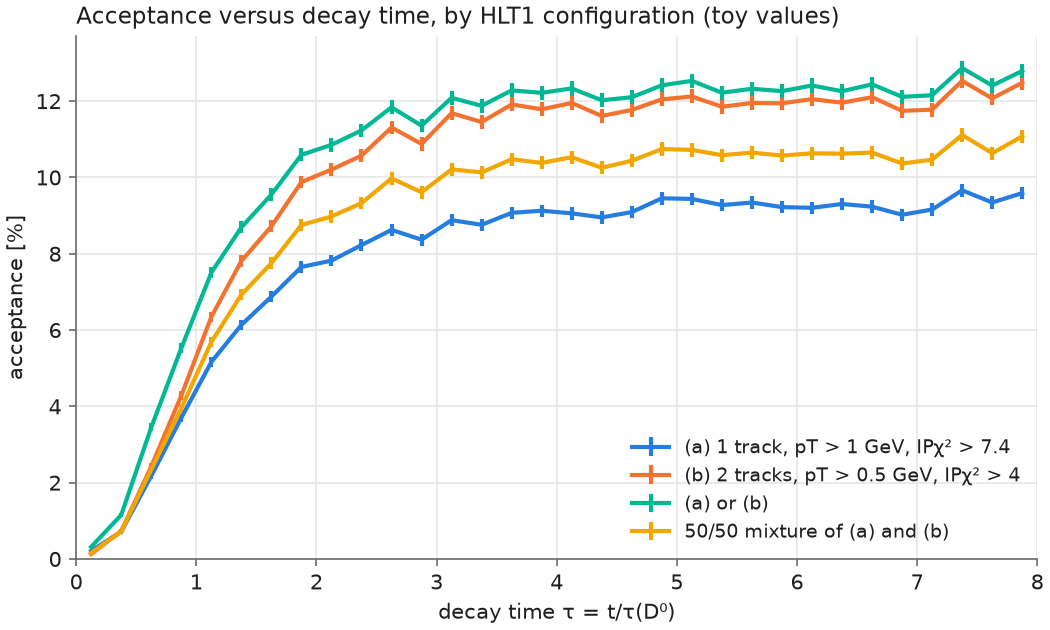 Acceptance versus decay time, by HLT1 configuration (toy values)
acceptance [%]
12
10
8
6
4
2
0
(a) 1 track, pT > 1 GeV, IPχ² > 7.4
(b) 2 tracks, pT > 0.5 GeV, IPχ² > 4
(a) or (b)
50/50 mixture of (a) and (b)
0 1 2 3 4 5 6 7 8
decay time τ = t/τ(D⁰)